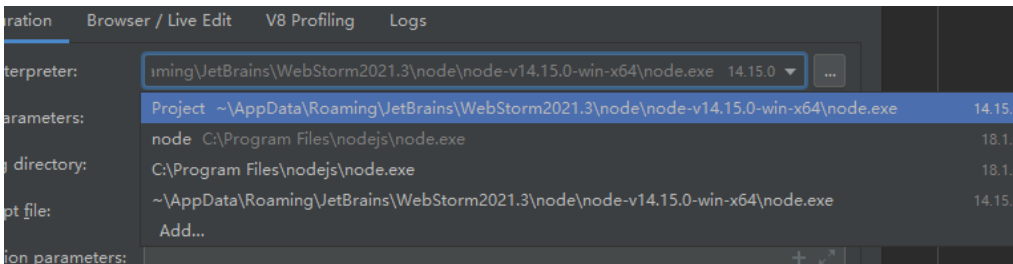 uration Browser / Live Edit V8 Profiling Logs
terpreter: ming\JetBrains\WebStorm2021.3\node\node-v14.15.0-win-x64\node.exe 14.15.0 ...
Project ~\AppData\Roaming\JetBrains\WebStorm2021.3\node\node-v14.15.0-win-x64\node.exe 14.15.
arameters:
node C:\Program Files\nodejs\node.exe 18.1.
directory:
C:\Program Files\nodejs\node.exe 18.1.
~\AppData\Roaming\JetBrains\WebStorm2021.3\node\node-v14.15.0-win-x64\node.exe 14.15.
pt file:
Add...
ion parameters: